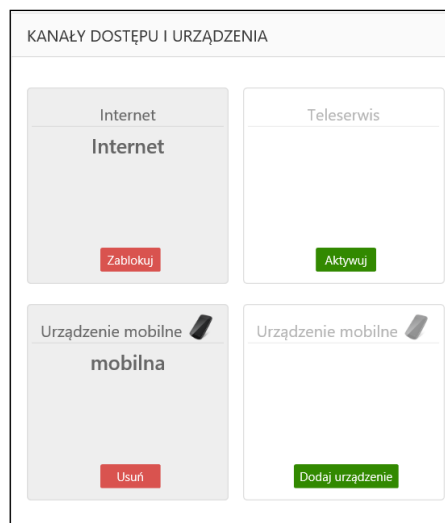 KANAŁY DOSTĘPU I URZĄDZENIA
Internet
Internet
Zablokuj
Teleserwis
Aktywuj
Urządzenie mobilne
mobilna
Usuń
Urządzenie mobilne
Dodaj urządzenie